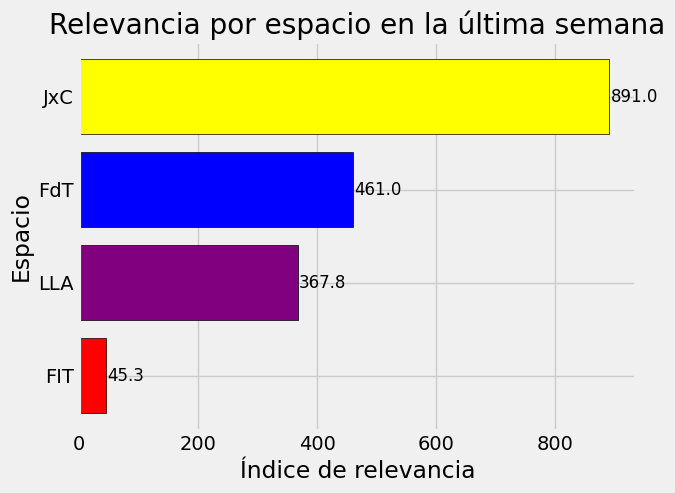 Relevancia por espacio en la última semana
JxC
891.0
FdT
461.0
LLA
367.8
FIT
45.3
Espacio
0
200
400
600
800
Índice de relevancia